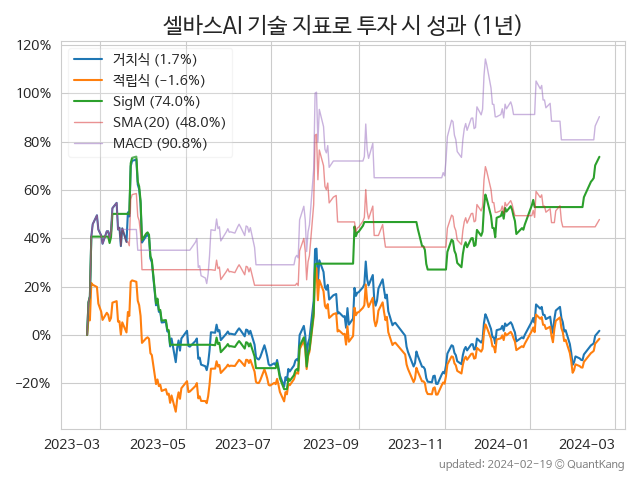 셀바스AI 기술 지표로 투자 시 성과 (1년)
120%
100%
80%
60%
40%
20%
0%
−20%
거치식 (1.7%)
적립식 (−1.6%)
SigM (74.0%)
SMA(20) (48.0%)
MACD (90.8%)
2023-03 2023-05 2023-07 2023-09 2023-11 2024-01 2024-03
updated: 2024-02-19 ⓒ QuantKang